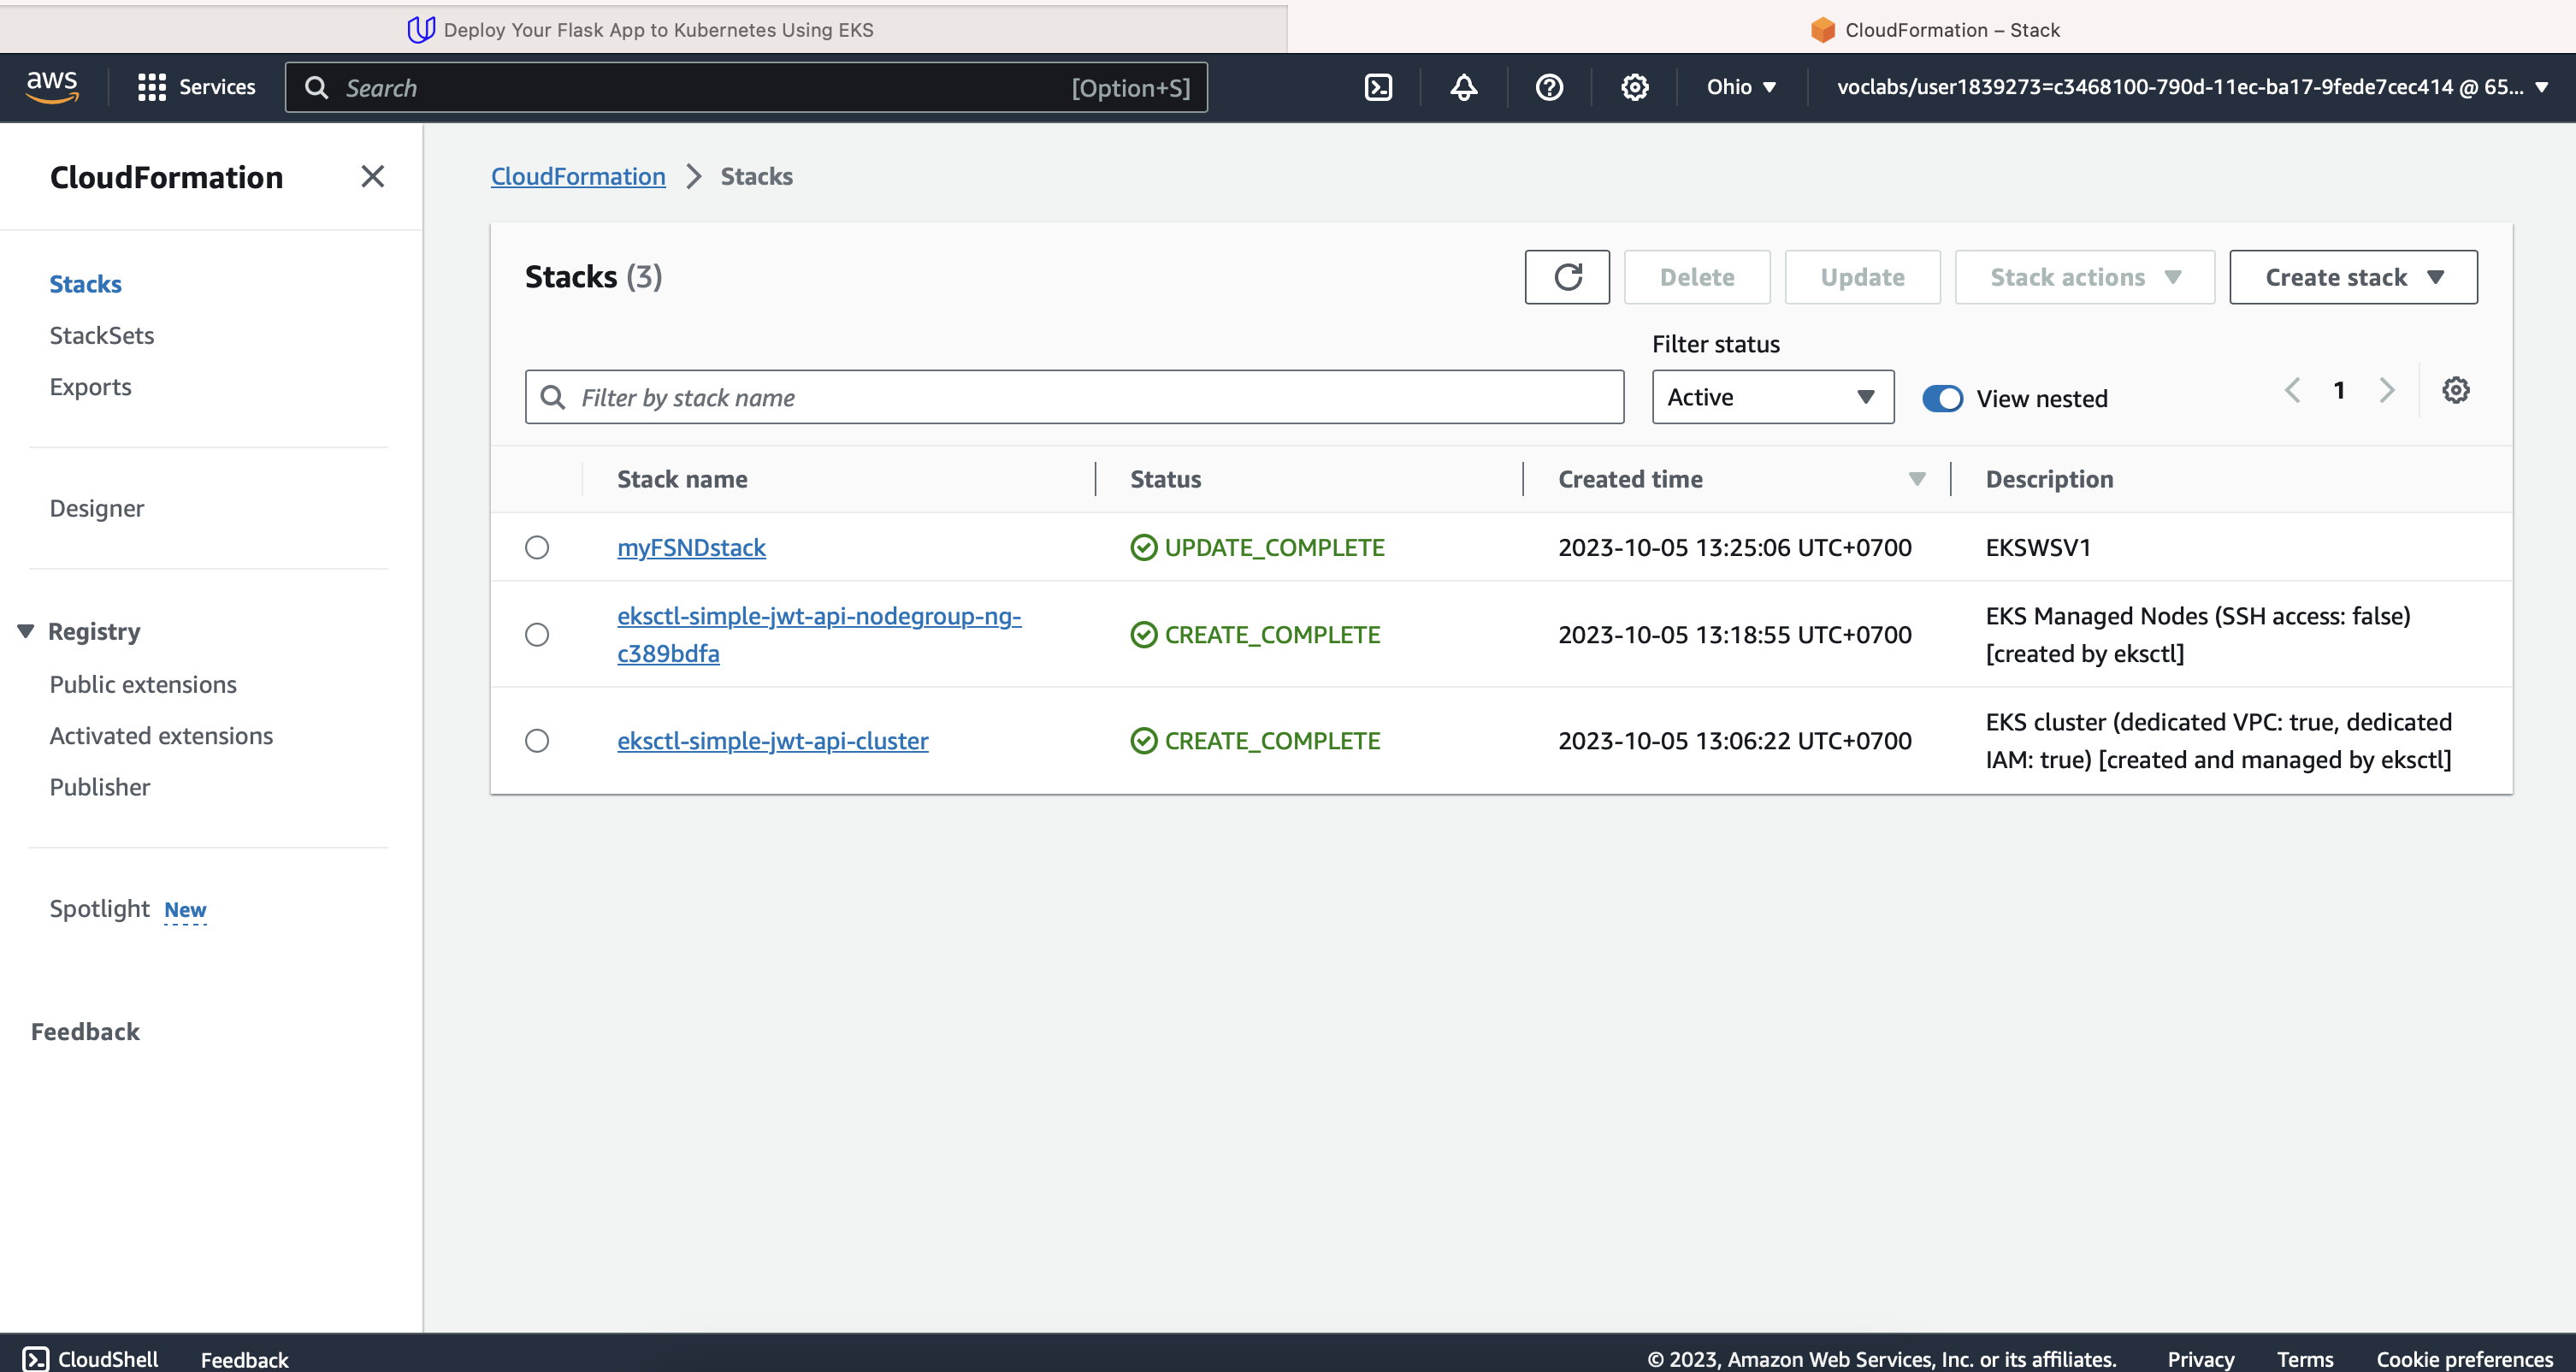 Deploy Your Flask App to Kubernetes Using EKS
CloudFormation – Stack
aws
Services
Search
[Option+S]
Ohio
voclabs/user1839273=c3468100-790d-11ec-ba17-9fede7cec414 @ 65...
CloudFormation
Stacks
StackSets
Exports
Designer
Registry
Public extensions
Activated extensions
Publisher
Spotlight New
Feedback
CloudFormation Stacks
Stacks (3)
Delete
Update
Stack actions
Create stack
Filter status
Filter by stack name
Active
View nested
1
Stack name
Status
Created time
Description
myFSNDstack
UPDATE_COMPLETE
2023-10-05 13:25:06 UTC+0700
EKSWSV1
eksctl-simple-jwt-api-nodegroup-ng-
c389bdfa
CREATE_COMPLETE
2023-10-05 13:18:55 UTC+0700
EKS Managed Nodes (SSH access: false)
[created by eksctl]
eksctl-simple-jwt-api-cluster
CREATE_COMPLETE
2023-10-05 13:06:22 UTC+0700
EKS cluster (dedicated VPC: true, dedicated
IAM: true) [created and managed by eksctl]
CloudShell
Feedback
© 2023, Amazon Web Services, Inc. or its affiliates.
Privacy
Terms
Cookie preferences